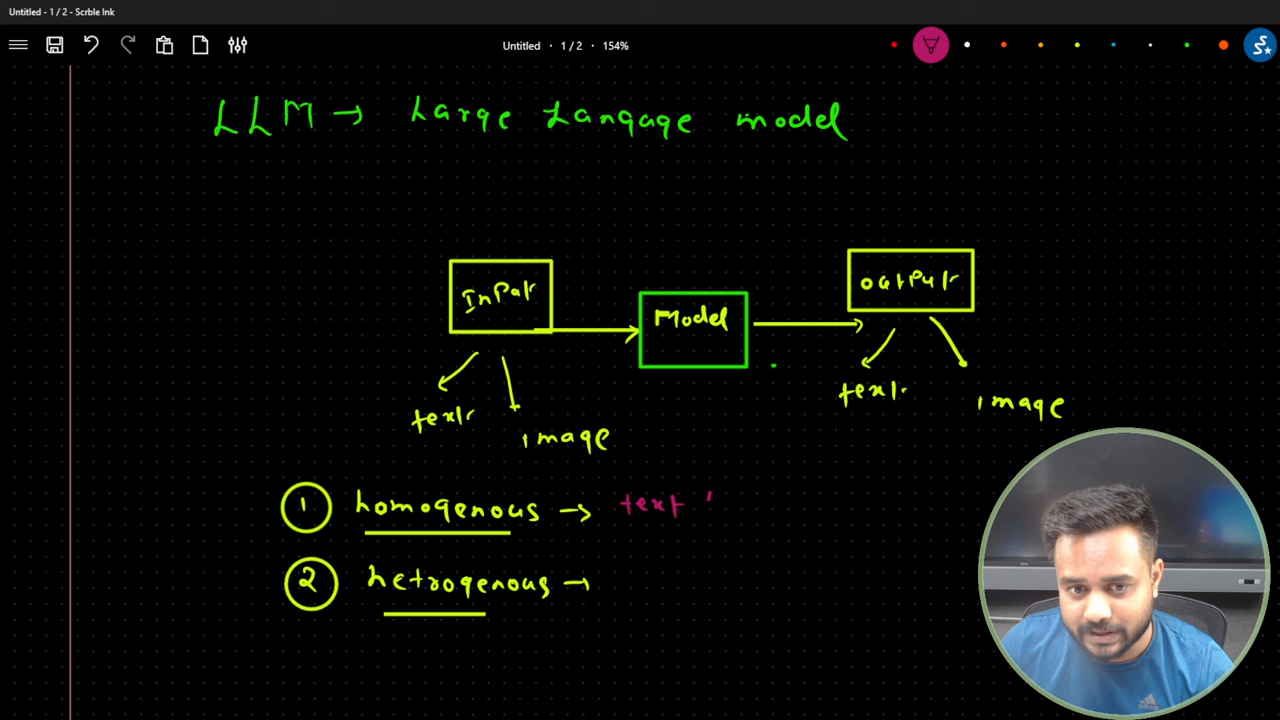 Untitled - 1 / 2 - Scrble Ink
Untitled • 1 / 2 • 154%
LLM → Large Langage model
InPut
Model
output
text
image
text
image
1 homogenous → text
2 hetrogenous →